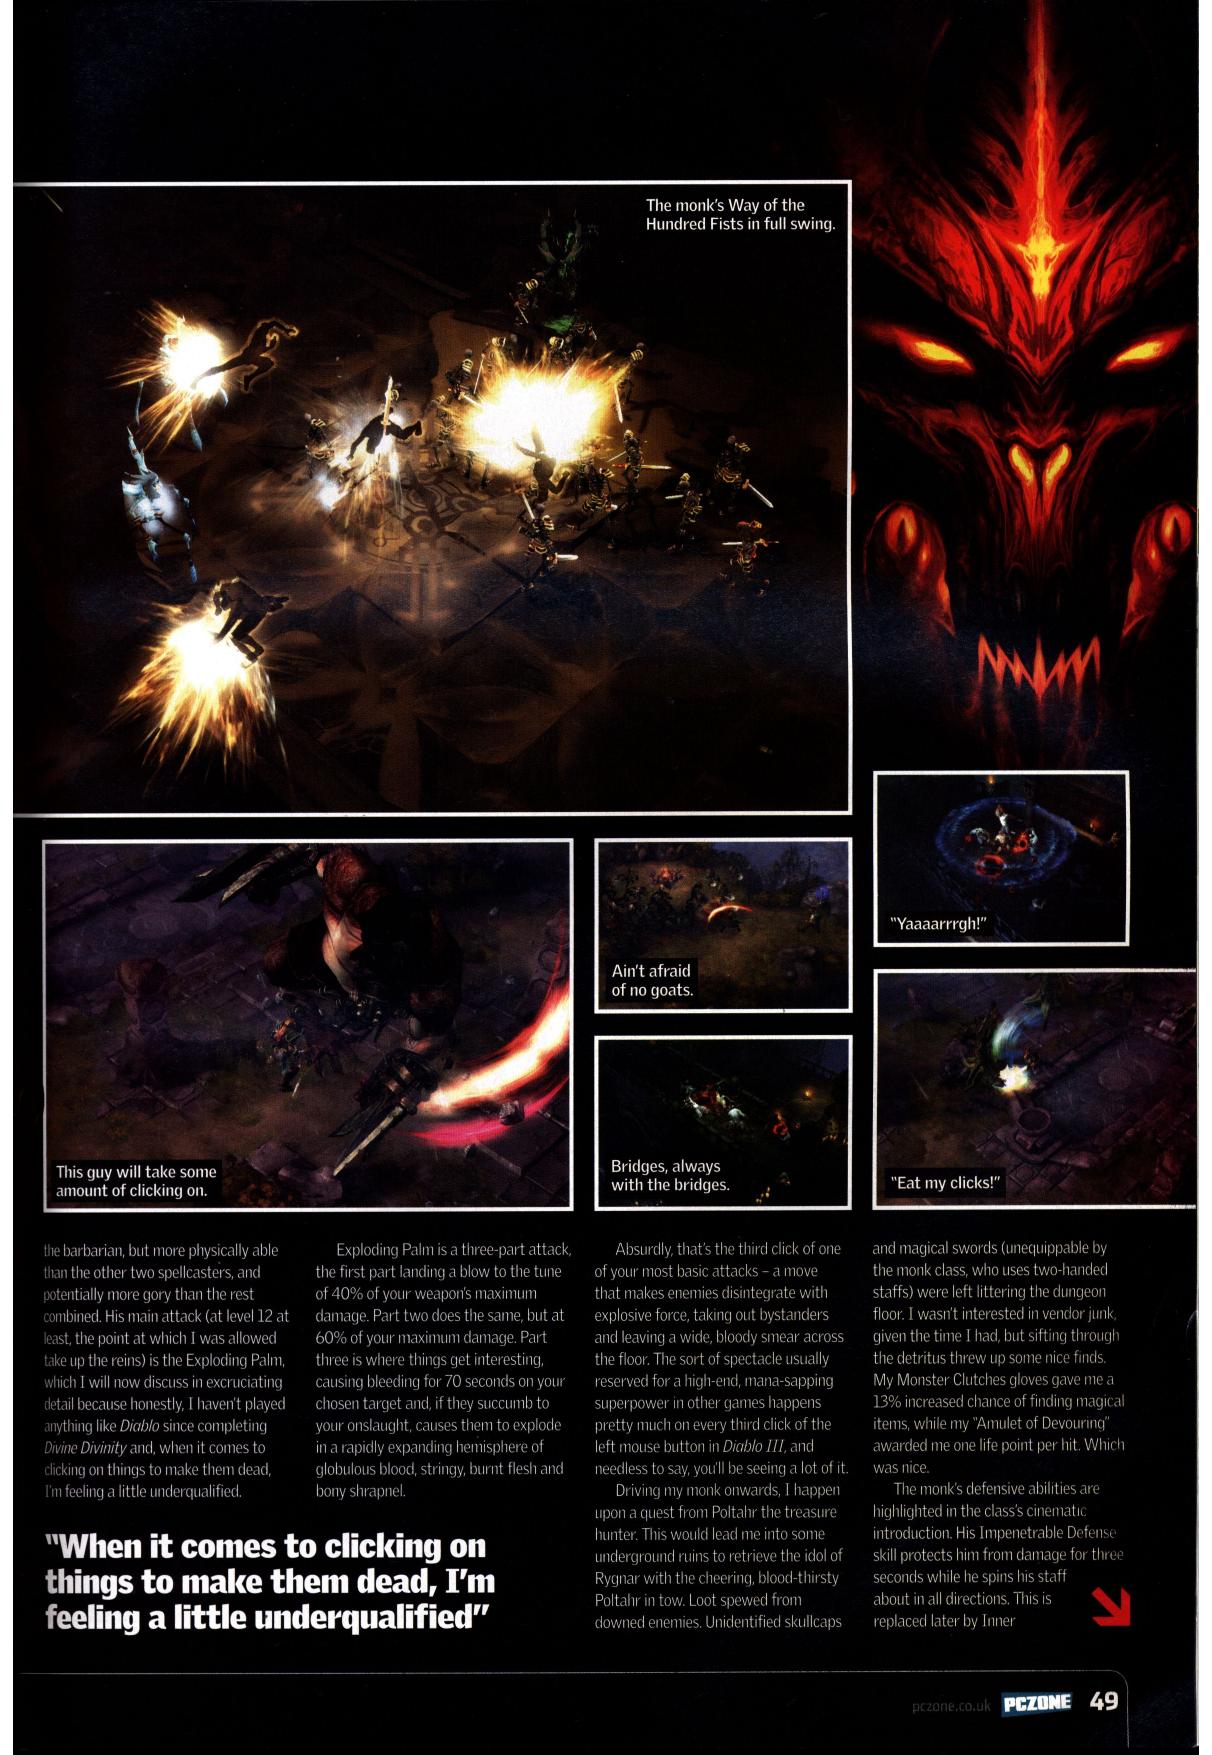 The monk's Way of the
Hundred Fists in full swing.
"Yaaaarrrgh!"
Ain't afraid
of no goats.
This guy will take some
amount of clicking on.
Bridges, always
with the bridges.
"Eat my clicks!"
the barbarian, but more physically able
than the other two spellcasters, and
potentially more gory than the rest
combined. His main attack (at level 12 at
least, the point at which I was allowed
take up the reins) is the Exploding Palm,
which I will now discuss in excruciating
detail because honestly, I haven't played
anything like Diablo since completing
Divine Divinity and, when it comes to
clicking on things to make them dead,
I'm feeling a little underqualified.
Exploding Palm is a three-part attack,
the first part landing a blow to the tune
of 40% of your weapon's maximum
damage. Part two does the same, but at
60% of your maximum damage. Part
three is where things get interesting,
causing bleeding for 70 seconds on your
chosen target and, if they succumb to
your onslaught, causes them to explode
in a rapidly expanding hemisphere of
globulous blood, stringy, burnt flesh and
bony shrapnel.
"When it comes to clicking on
things to make them dead, I'm
feeling a little underqualified"
Absurdly, that's the third click of one
of your most basic attacks – a move
that makes enemies disintegrate with
explosive force, taking out bystanders
and leaving a wide, bloody smear across
the floor. The sort of spectacle usually
reserved for a high-end, mana-sapping
superpower in other games happens
pretty much on every third click of the
left mouse button in Diablo III, and
needless to say, you'll be seeing a lot of it.
Driving my monk onwards, I happen
upon a quest from Poltahr the treasure
hunter. This would lead me into some
underground ruins to retrieve the idol of
Rygnar with the cheering, blood-thirsty
Poltahr in tow. Loot spewed from
downed enemies. Unidentified skullcaps
and magical swords (unequippable by
the monk class, who uses two-handed
staffs) were left littering the dungeon
floor. I wasn't interested in vendor junk,
given the time I had, but sifting through
the detritus threw up some nice finds.
My Monster Clutches gloves gave me a
13% increased chance of finding magical
items, while my "Amulet of Devouring"
awarded me one life point per hit. Which
was nice.
The monk's defensive abilities are
highlighted in the class's cinematic
introduction. His Impenetrable Defense
skill protects him from damage for three
seconds while he spins his staff
about in all directions. This is
replaced later by Inner
pczone.co.uk PCZONE 49